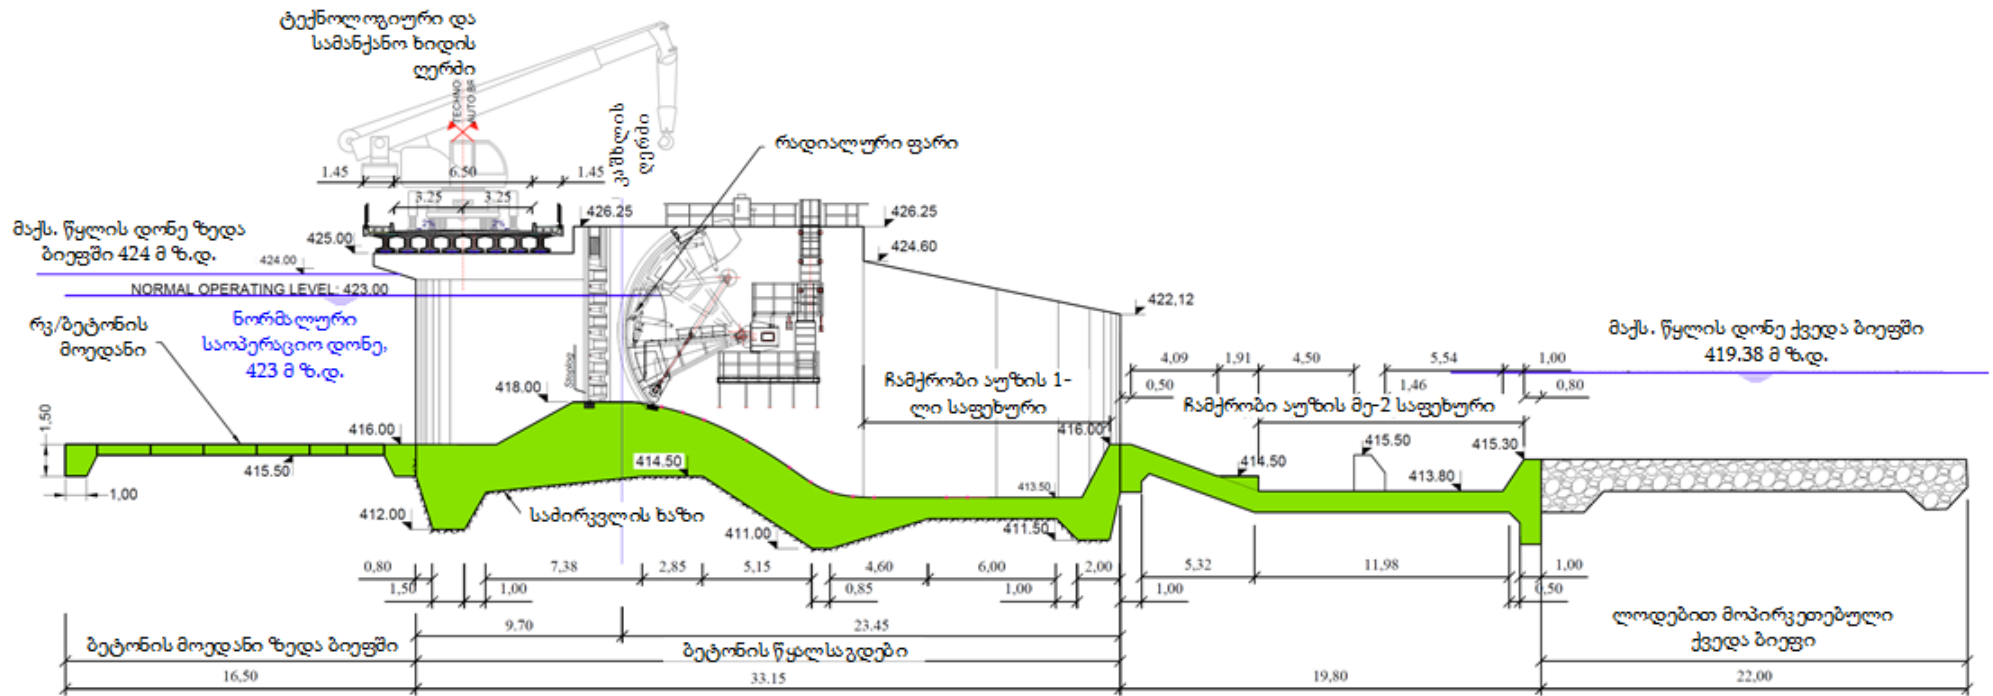 ტექნოლოგიური და
სამანქანო ხიდის
ღერძი
TECHNO
AUTO BR
კაშხლის
ღერძი
რადიალური ფარი
1.45
6.50
1.45
3.25
3.25
426.25
426.25
425.00
424.60
მაქს. წყლის დონე ზედა
ბიეფში 424 მ ზ.დ.
424.00
NORMAL OPERATING LEVEL: 423.00
ნორმალური
საოპერაციო დონე,
423 მ ზ.დ.
რკ/ბეტონის
მოედანი
422,12
მაქს. წყლის დონე ქვედა ბიეფში
419.38 მ ზ.დ.
4,09
1,91
4,50
5,54
1,00
0,50
1,46
0,80
Stoplog
418.00
ჩამქრობი აუზის 1-
ლი საფეხური
ჩამქრობი აუზის მე-2 საფეხური
1,50
416.00
416.00
415.50
415.30
415.50
414.50
414.50
413.80
413.50
1,00
412.00
საძირკვლის ხაზი
411.00
411.50
0,80
7,38
2,85
5,15
4,60
6,00
2,00
5,32
11,98
1,00
1,50
1,00
0,85
1,00
1,00
0,50
9.70
23.45
ლოდებით მოპირკეთებული
ქვედა ბიეფი
ბეტონის მოედანი ზედა ბიეფში
ბეტონის წყალსაგდები
16,50
33.15
19,80
22,00